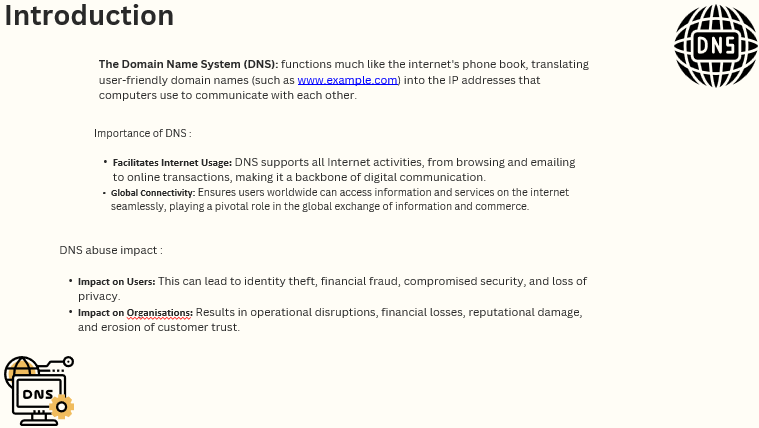 Introduction
DNS
The Domain Name System (DNS): functions much like the internet's phone book, translating
user-friendly domain names (such as www.example.com) into the IP addresses that
computers use to communicate with each other.
Importance of DNS :
• Facilitates Internet Usage: DNS supports all Internet activities, from browsing and emailing
to online transactions, making it a backbone of digital communication.
• Global Connectivity: Ensures users worldwide can access information and services on the internet
seamlessly, playing a pivotal role in the global exchange of information and commerce.
DNS abuse impact :
• Impact on Users: This can lead to identity theft, financial fraud, compromised security, and loss of
privacy.
• Impact on Organisations: Results in operational disruptions, financial losses, reputational damage,
and erosion of customer trust.
DNS